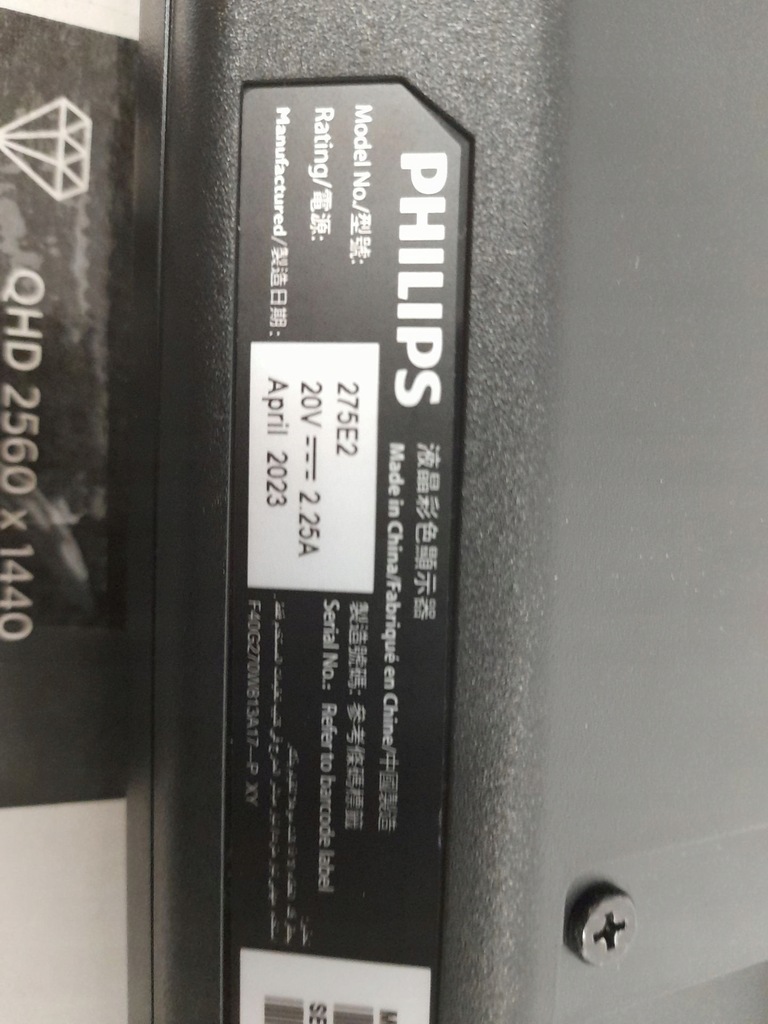 PHILIPS 液晶彩色顯示器
Made in China/Fabriqué en Chine/中國製造
Model No./型號: 275E2
Rating/電源: 20V ⎓ 2.25A
Manufactured/製造日期: April 2023
製造號碼: 參考條碼標籤
Serial No.: Refer to barcode label
QHD 2560 x 1440